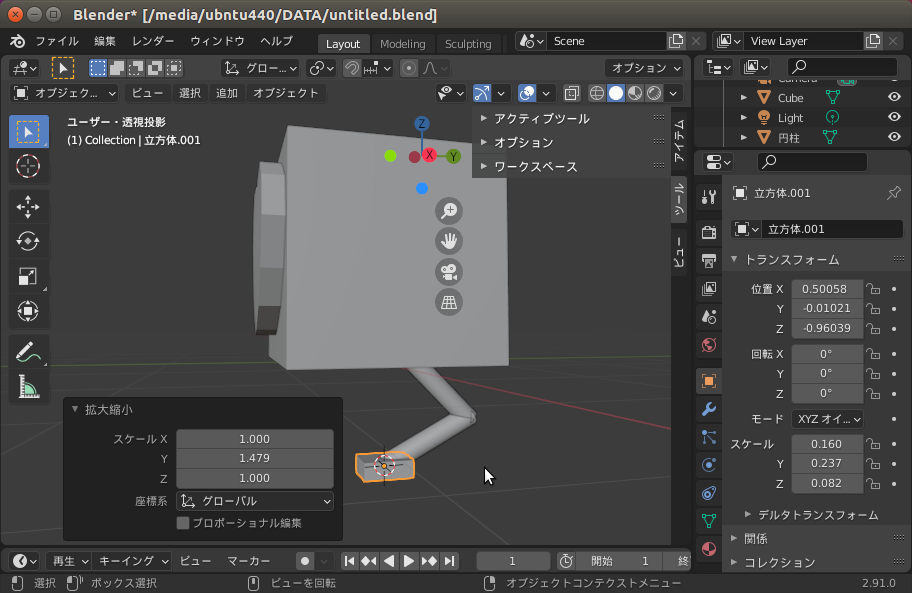 Blender* [/media/ubntu440/DATA/untitled.blend]
ファイル 編集 レンダー ウィンドウ ヘルプ Layout Modeling Sculpting Scene View Layer
グロー... オプション
オブジェク... ビュー 選択 追加 オブジェクト
ユーザー・透視投影
(1) Collection | 立方体.001
Z
X
Y
アクティブツール
オプション
ワークスペース
アイテム
ツール
ビュー
Camera
Cube
Light
円柱
立方体.001
立方体.001
トランスフォーム
位置 X 0.50058
Y -0.01021
Z -0.96039
回転 X 0°
Y 0°
Z 0°
モード XYZ オイ...
スケール 0.160
Y 0.237
Z 0.082
デルタトランスフォーム
関係
コレクション
拡大縮小
スケール X 1.000
Y 1.479
Z 1.000
座標系 グローバル
プロポーショナル編集
再生 キーイング ビュー マーカー 1 開始 1 終
選択 ボックス選択 ビューを回転 オブジェクトコンテクストメニュー 2.91.0